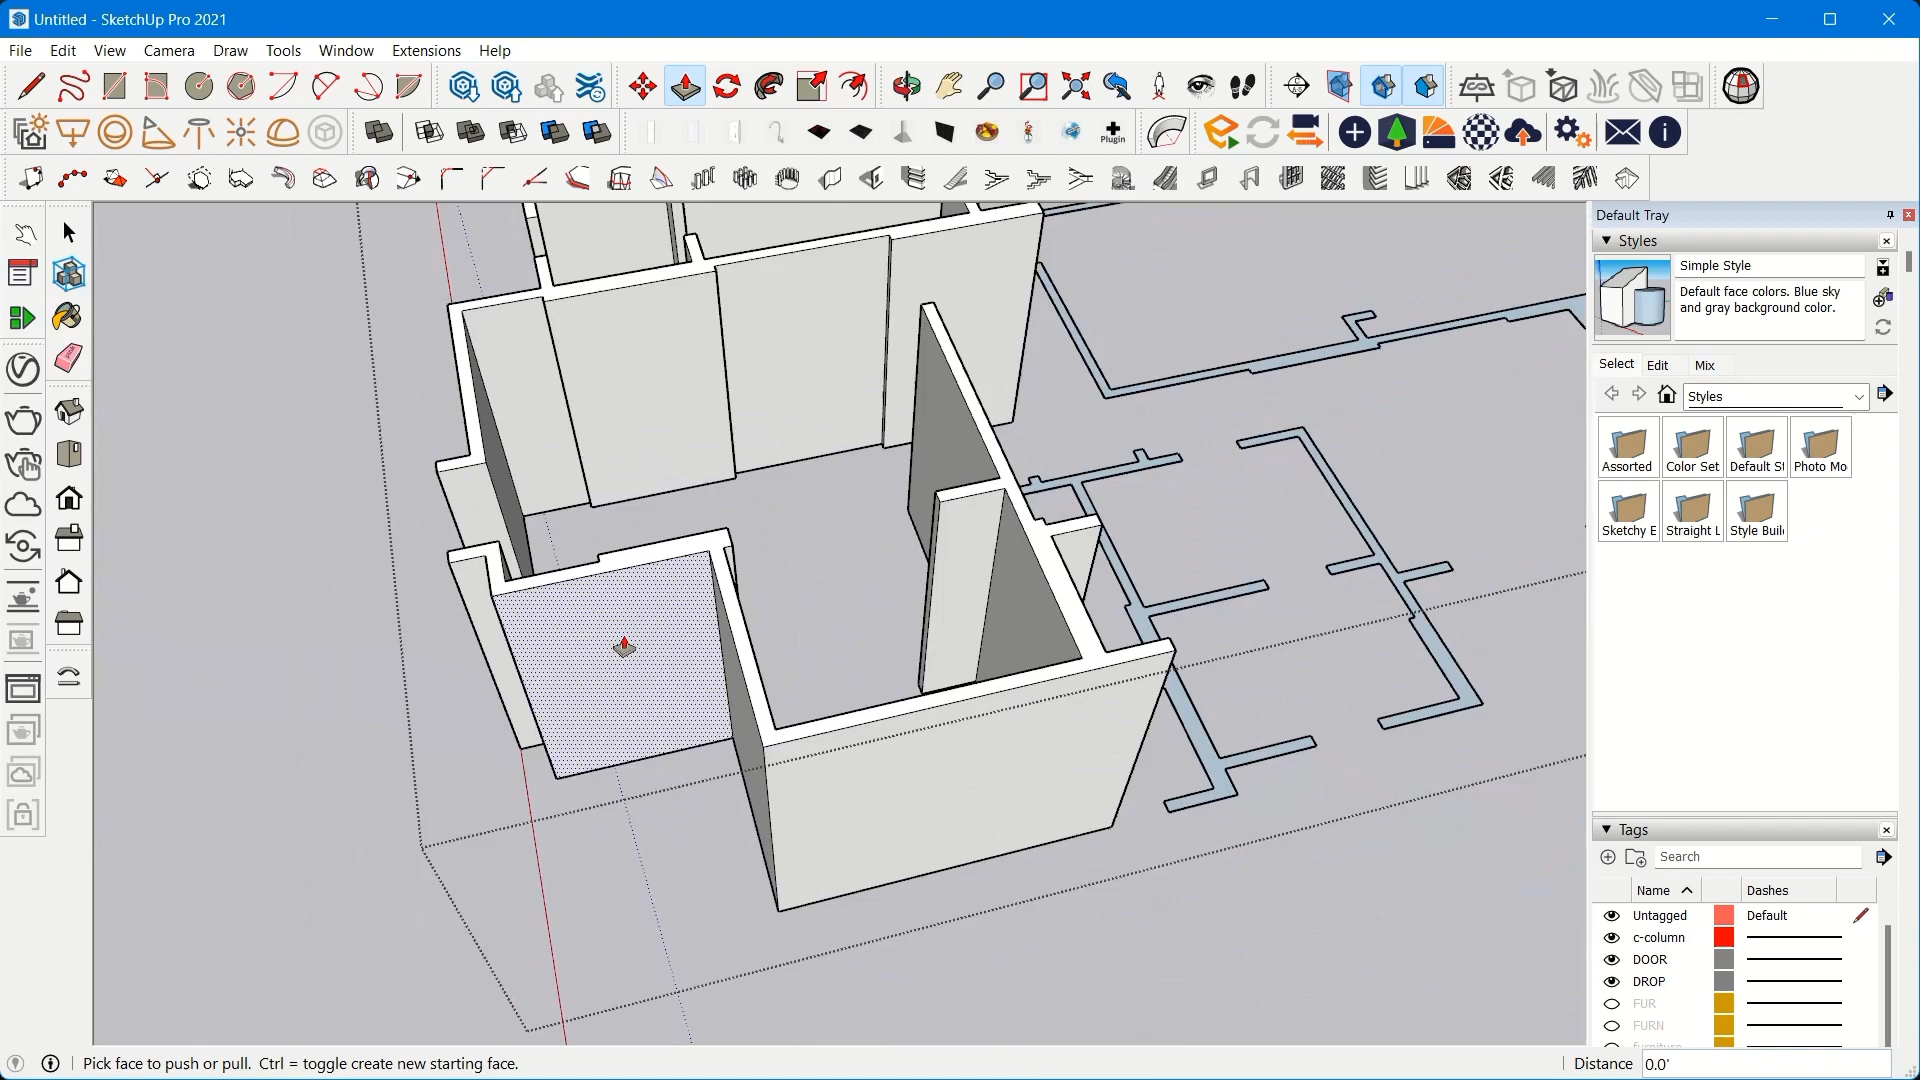 Untitled - SketchUp Pro 2021
File Edit View Camera Draw Tools Window Extensions Help
Plugin
Default Tray
Styles
Simple Style
Default face colors. Blue sky
and gray background color.
Select Edit Mix
Styles
Assorted Color Set Default St Photo Mo
Sketchy E Straight L Style Buil
Tags
Search
Name Dashes
Untagged Default
c-column
DOOR
DROP
FUR
FURN
Pick face to push or pull. Ctrl = toggle create new starting face.
Distance 0.0'